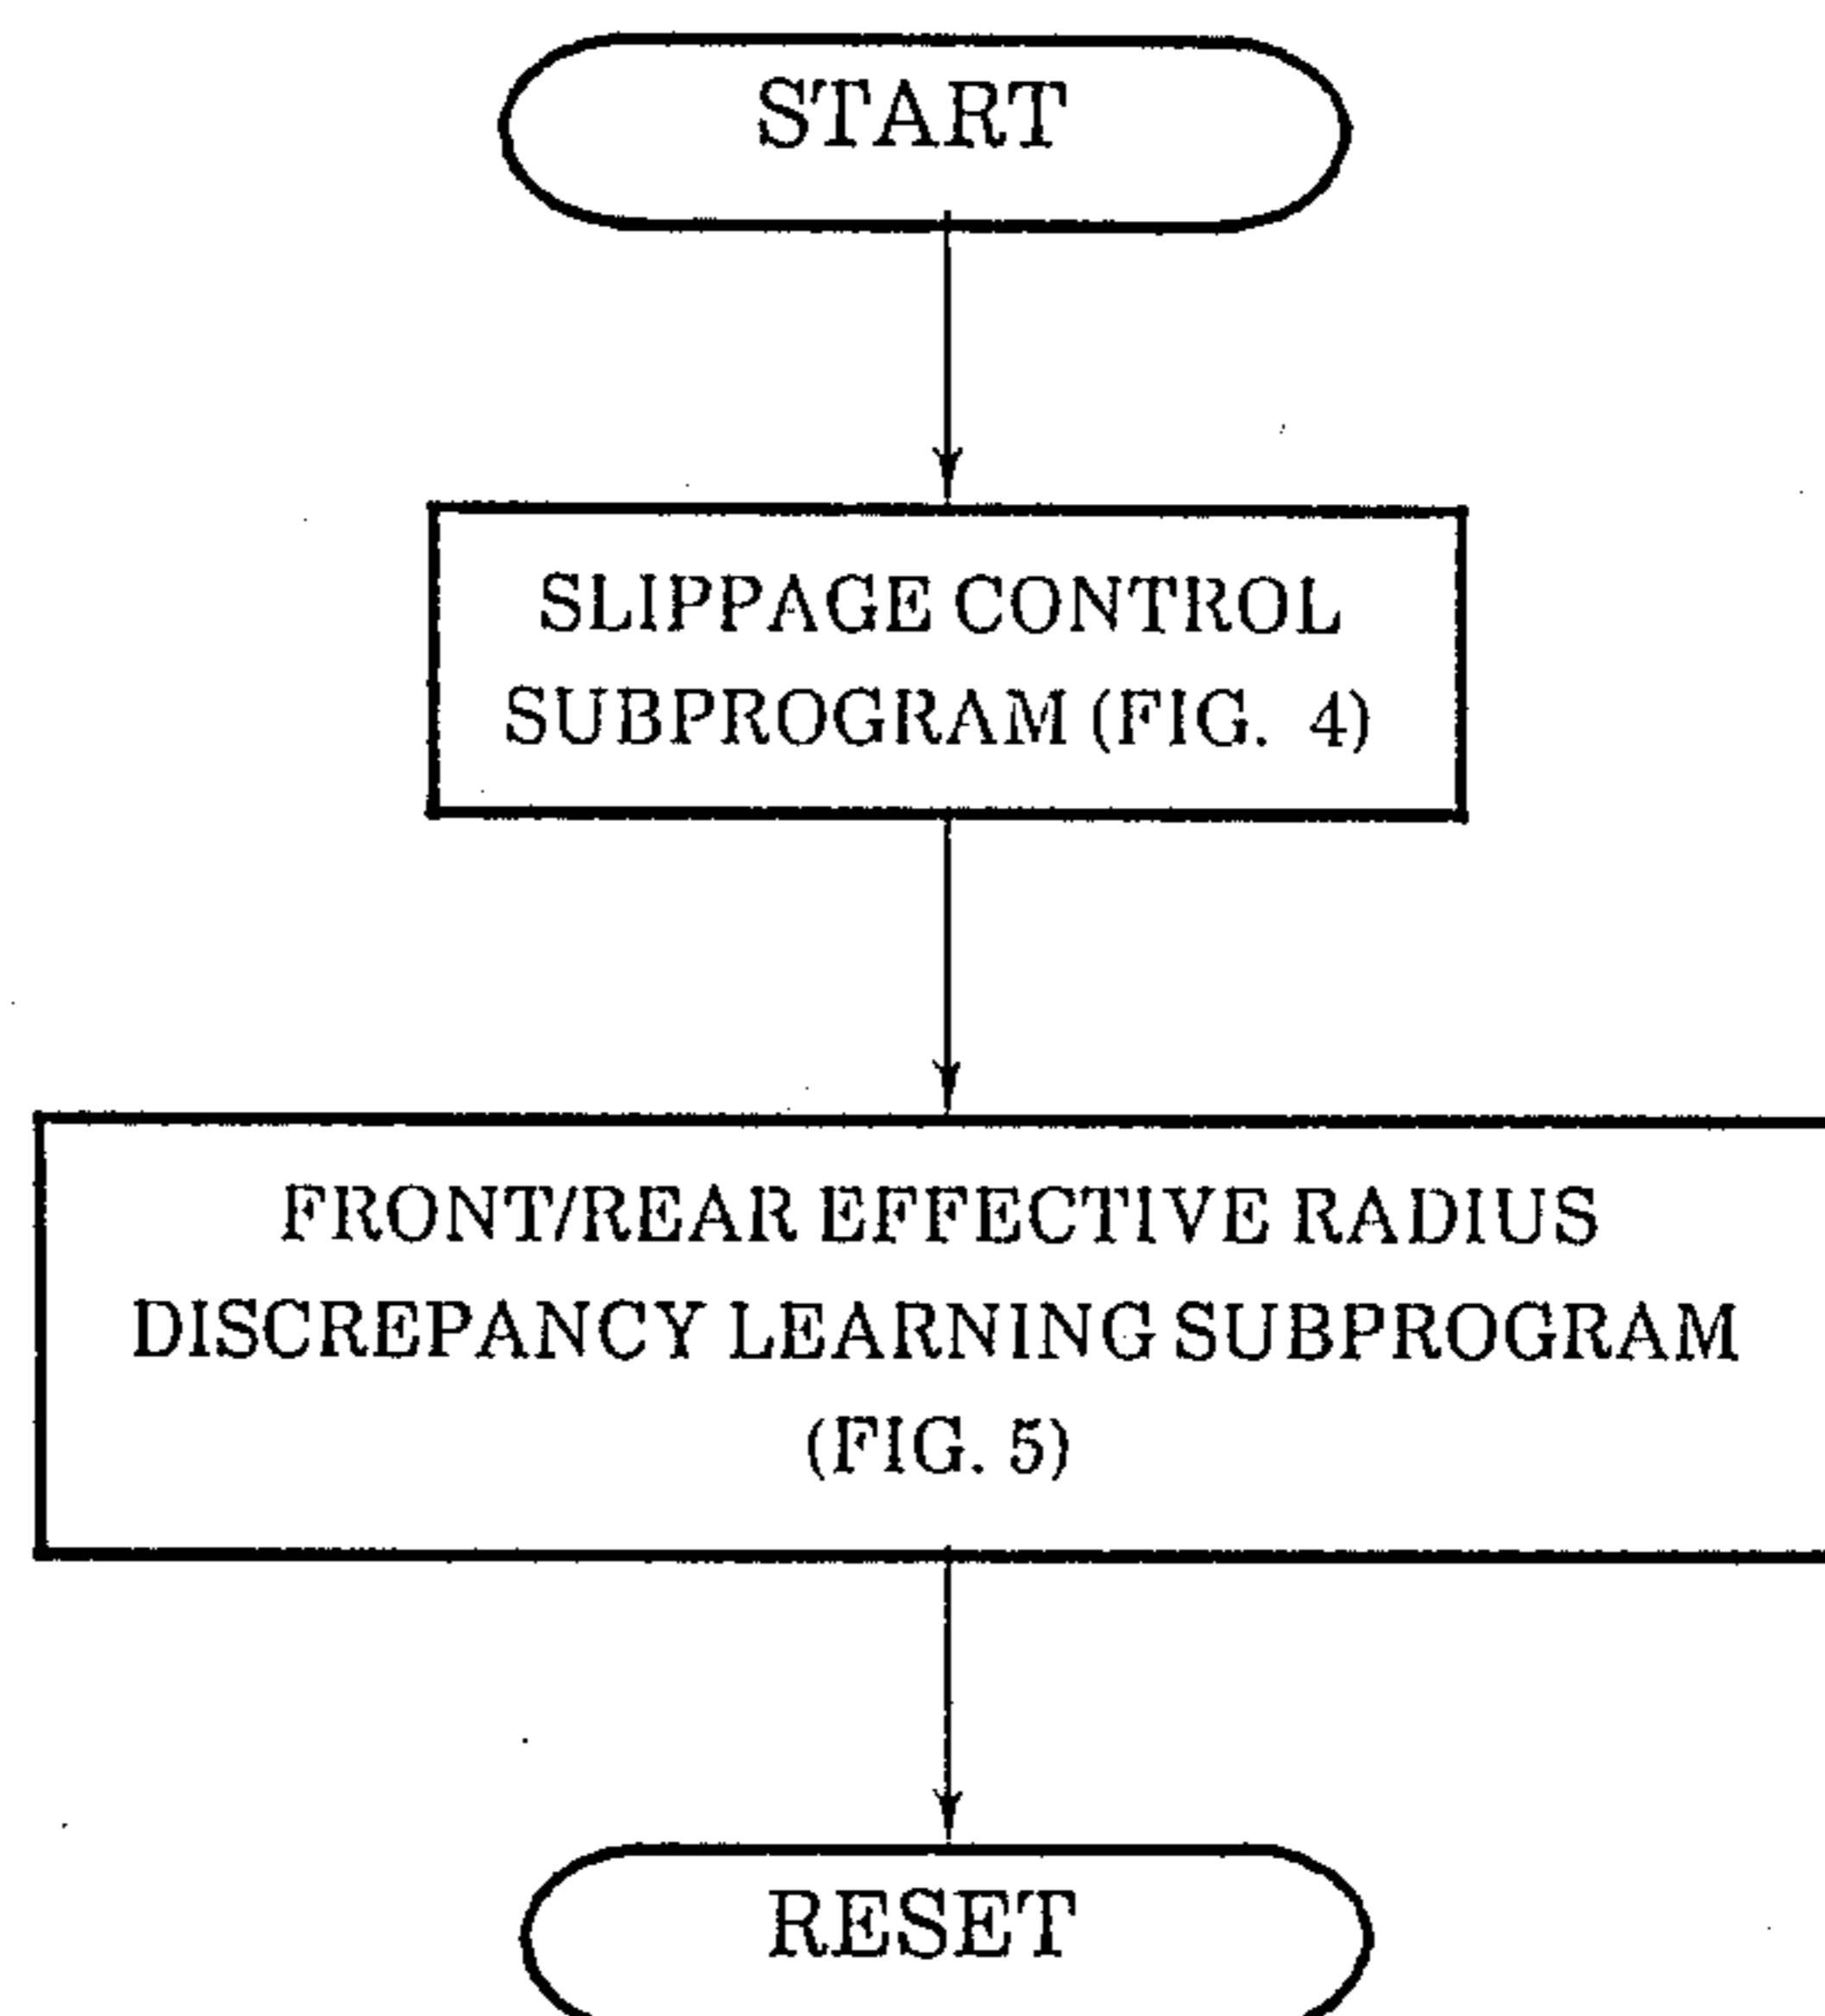 START
SLIPPAGE CONTROL
SUBPROGRAM (FIG. 4)
FRONT/REAR EFFECTIVE RADIUS
DISCREPANCY LEARNING SUBPROGRAM
(FIG. 5)
RESET